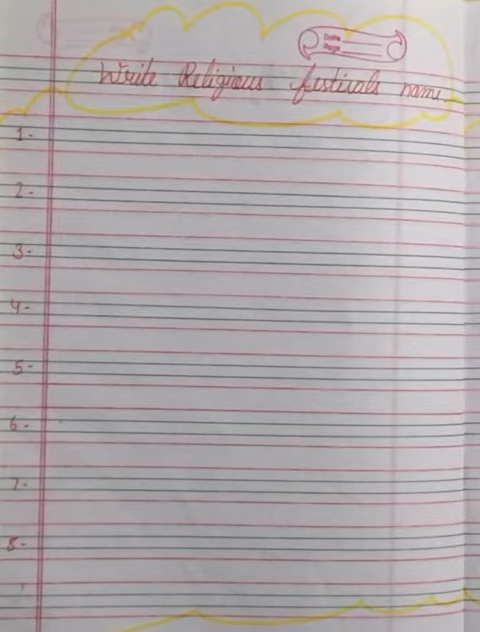 Date
Page
Write Religious festivals name.
1-
2-
3-
4-
5-
6-
7-
8-